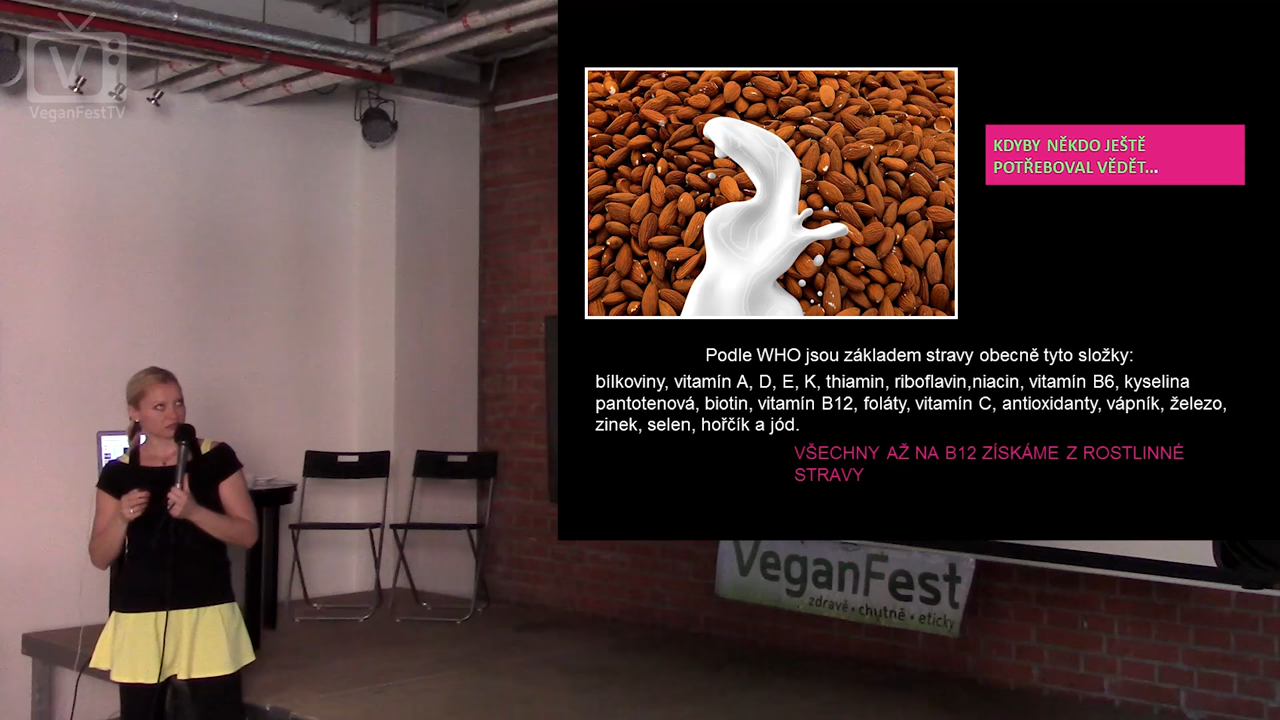 V
VeganFestTV
KDYBY NĚKDO JEŠTĚ
POTŘEBOVAL VĚDĚT...
Podle WHO jsou základem stravy obecně tyto složky:
bílkoviny, vitamín A, D, E, K, thiamin, riboflavin,niacin, vitamín B6, kyselina
pantotenová, biotin, vitamín B12, foláty, vitamín C, antioxidanty, vápník, železo,
zinek, selen, hořčík a jód.
VŠECHNY AŽ NA B12 ZÍSKÁME Z ROSTLINNÉ
STRAVY
VeganFest
zdravě • chutně • eticky